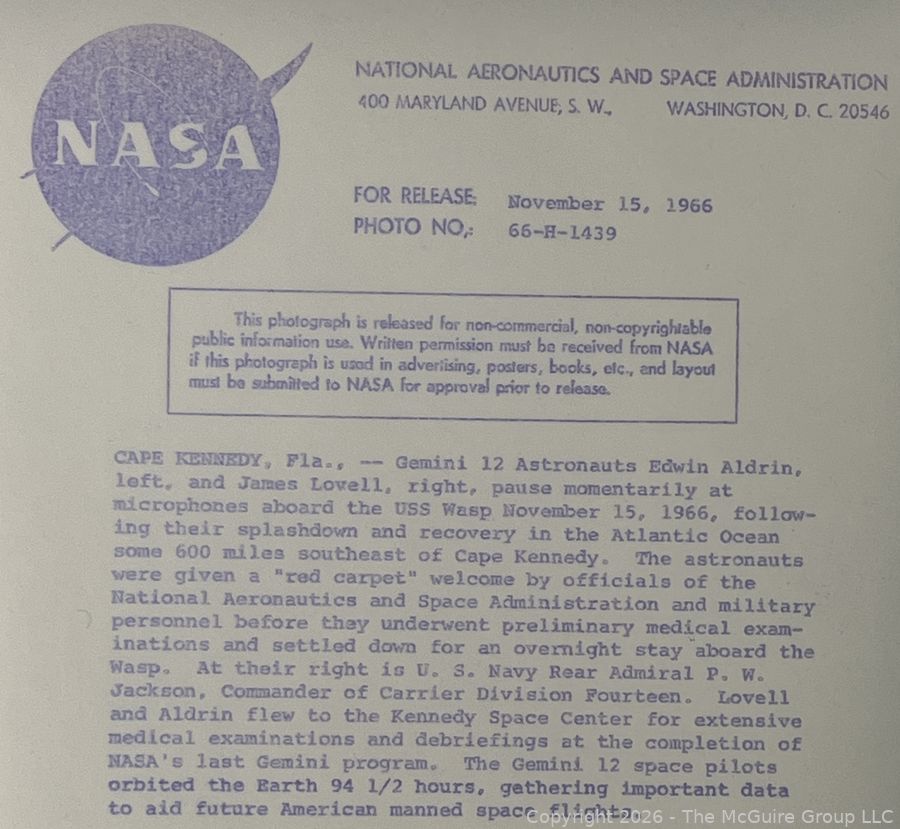 NASA
NATIONAL AERONAUTICS AND SPACE ADMINISTRATION
400 MARYLAND AVENUE, S. W., WASHINGTON, D. C. 20546
FOR RELEASE: November 15, 1966
PHOTO NO.: 66-H-1439
This photograph is released for non-commercial, non-copyrightable
public information use. Written permission must be received from NASA
if this photograph is used in advertising, posters, books, etc., and layout
must be submitted to NASA for approval prior to release.
CAPE KENNEDY, Fla., -- Gemini 12 Astronauts Edwin Aldrin,
left, and James Lovell, right, pause momentarily at
microphones aboard the USS Wasp November 15, 1966, follow-
ing their splashdown and recovery in the Atlantic Ocean
some 600 miles southeast of Cape Kennedy. The astronauts
were given a "red carpet" welcome by officials of the
National Aeronautics and Space Administration and military
personnel before they underwent preliminary medical exam-
inations and settled down for an overnight stay aboard the
Wasp. At their right is U. S. Navy Rear Admiral P. W.
Jackson, Commander of Carrier Division Fourteen. Lovell
and Aldrin flew to the Kennedy Space Center for extensive
medical examinations and debriefings at the completion of
NASA's last Gemini program. The Gemini 12 space pilots
orbited the Earth 94 1/2 hours, gathering important data
to aid future American manned space flights.
Copyright 2026 - The McGuire Group LLC